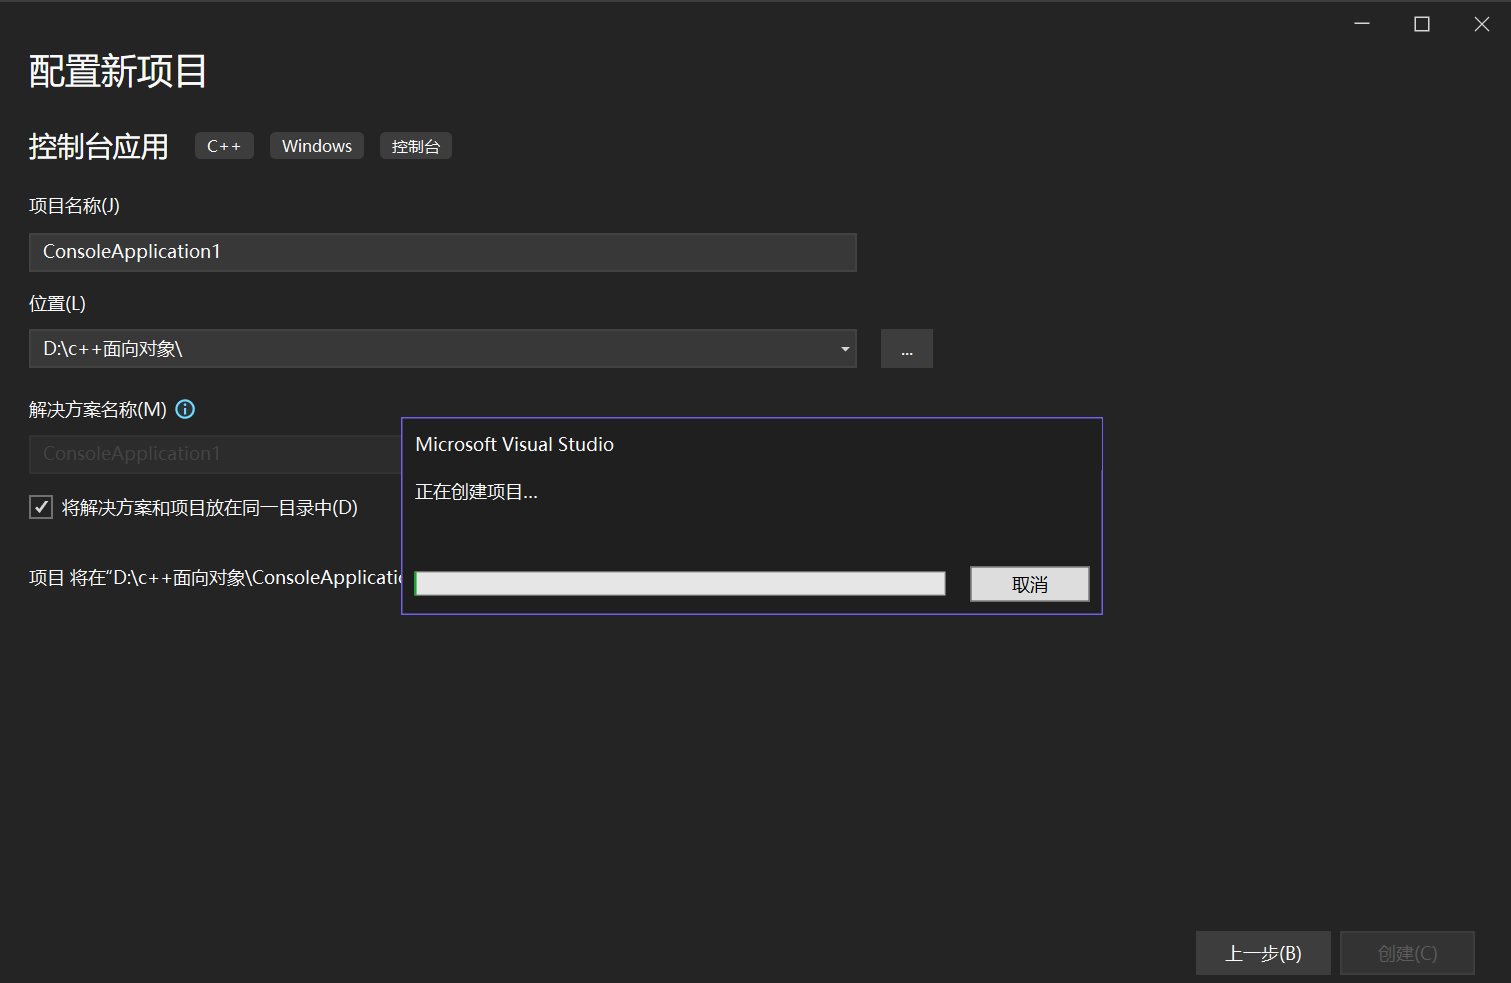 配置新项目
控制台应用 C++ Windows 控制台
项目名称(J)
ConsoleApplication1
位置(L)
D:\c++面向对象\
...
解决方案名称(M)
ConsoleApplication1
Microsoft Visual Studio
正在创建项目...
将解决方案和项目放在同一目录中(D)
项目 将在“D:\c++面向对象\ConsoleApplicatio
取消
上一步(B) 创建(C)